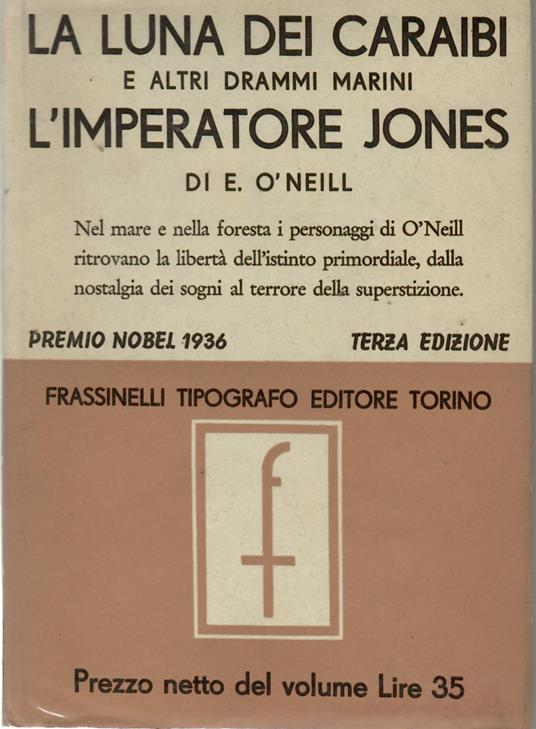 LA LUNA DEI CARAIBI
E ALTRI DRAMMI MARINI
L'IMPERATORE JONES
DI E. O'NEILL
Nel mare e nella foresta i personaggi di O'Neill
ritrovano la libertà dell'istinto primordiale, dalla
nostalgia dei sogni al terrore della superstizione.
PREMIO NOBEL 1936 TERZA EDIZIONE
FRASSINELLI TIPOGRAFO EDITORE TORINO
f
Prezzo netto del volume Lire 35